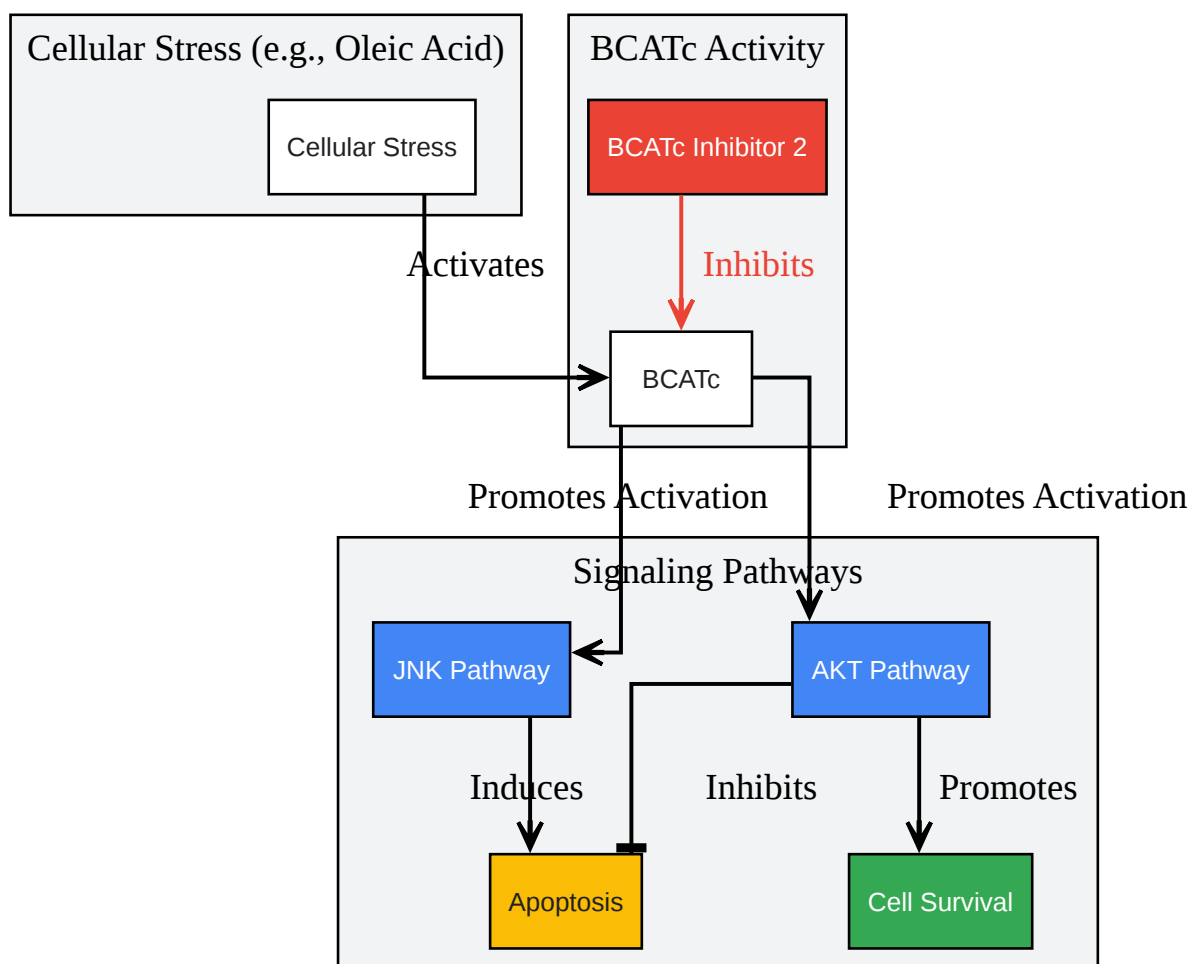 Cellular Stress (e.g., Oleic Acid)
BCATc Activity
Cellular Stress
BCATc Inhibitor 2
Activates
Inhibits
BCATc
Promotes Activation
Promotes Activation
Signaling Pathways
JNK Pathway
AKT Pathway
Induces
Inhibits
Promotes
Apoptosis
Cell Survival